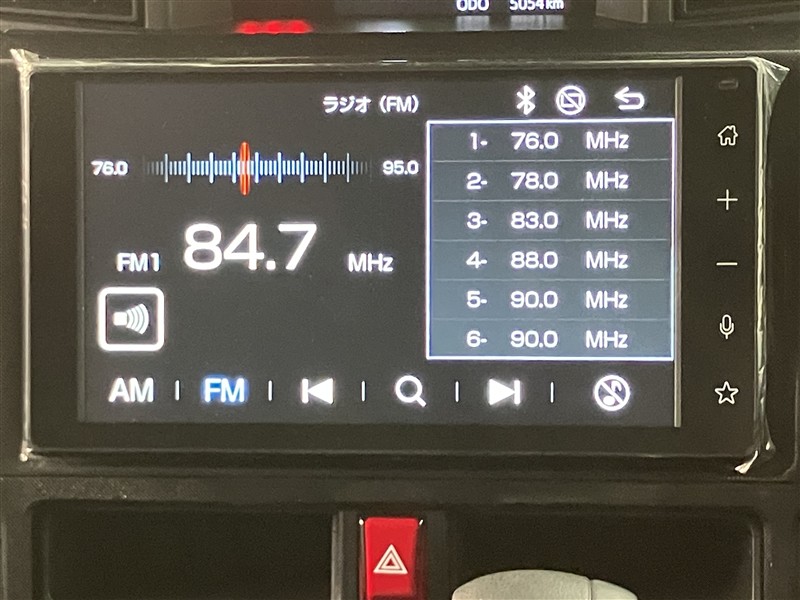 ODO 5054 km
ラジオ（FM）
76.0 95.0
FM1 84.7 MHz
1- 76.0 MHz
2- 78.0 MHz
3- 83.0 MHz
4- 88.0 MHz
5- 90.0 MHz
6- 90.0 MHz
AM FM